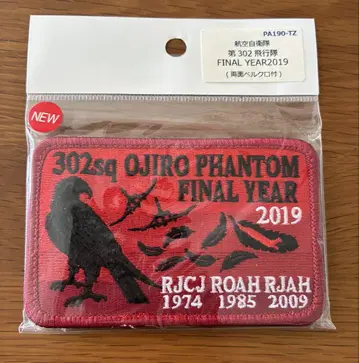 PA190-TZ
航空自衛隊
第302飛行隊
FINAL YEAR2019
(両面ベルクロ付)
NEW
302sq OJIRO PHANTOM
FINAL YEAR
2019
RJCJ ROAH RJAH
1974 1985 2009